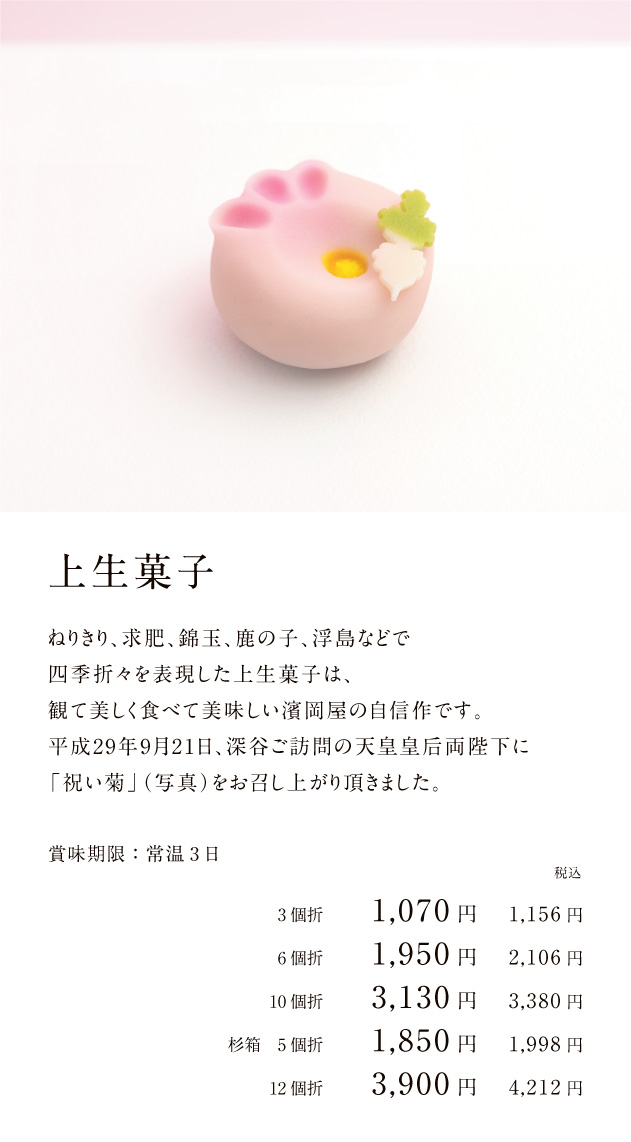 上生菓子
ねりきり、求肥、錦玉、鹿の子、浮島などで
四季折々を表現した上生菓子は、
観て美しく食べて美味しい濱岡屋の自信作です。
平成29年9月21日、深谷ご訪問の天皇皇后両陛下に
「祝い菊」(写真)をお召し上がり頂きました。
賞味期限：常温3日
税込
3個折 1,070円 1,156円
6個折 1,950円 2,106円
10個折 3,130円 3,380円
杉箱 5個折 1,850円 1,998円
12個折 3,900円 4,212円